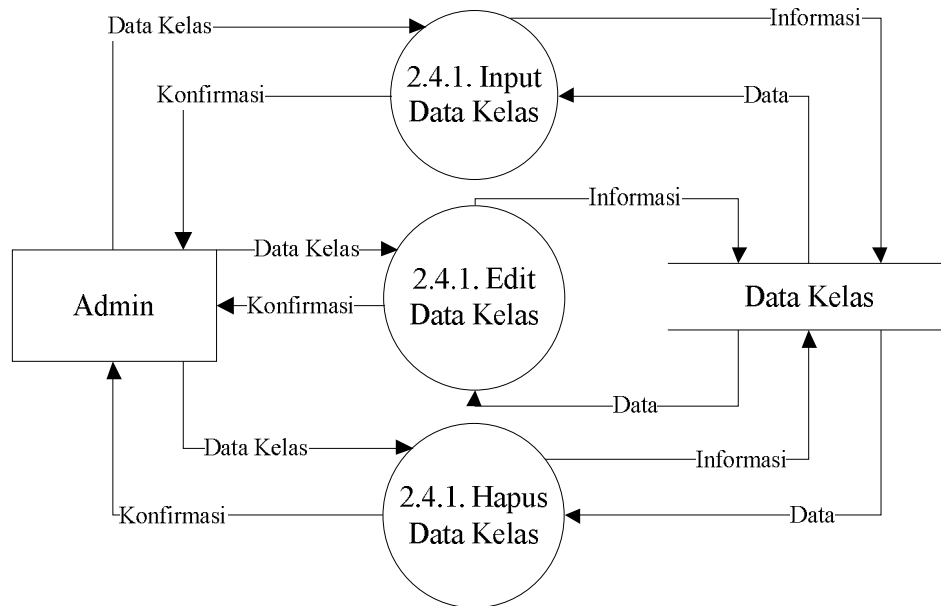 Data Kelas
Informasi
2.4.1. Input
Data Kelas
Konfirmasi
Data
Informasi
Data Kelas
2.4.1. Edit
Data Kelas
Konfirmasi
Admin
Data Kelas
Data
Data Kelas
Informasi
2.4.1. Hapus
Data Kelas
Konfirmasi
Data